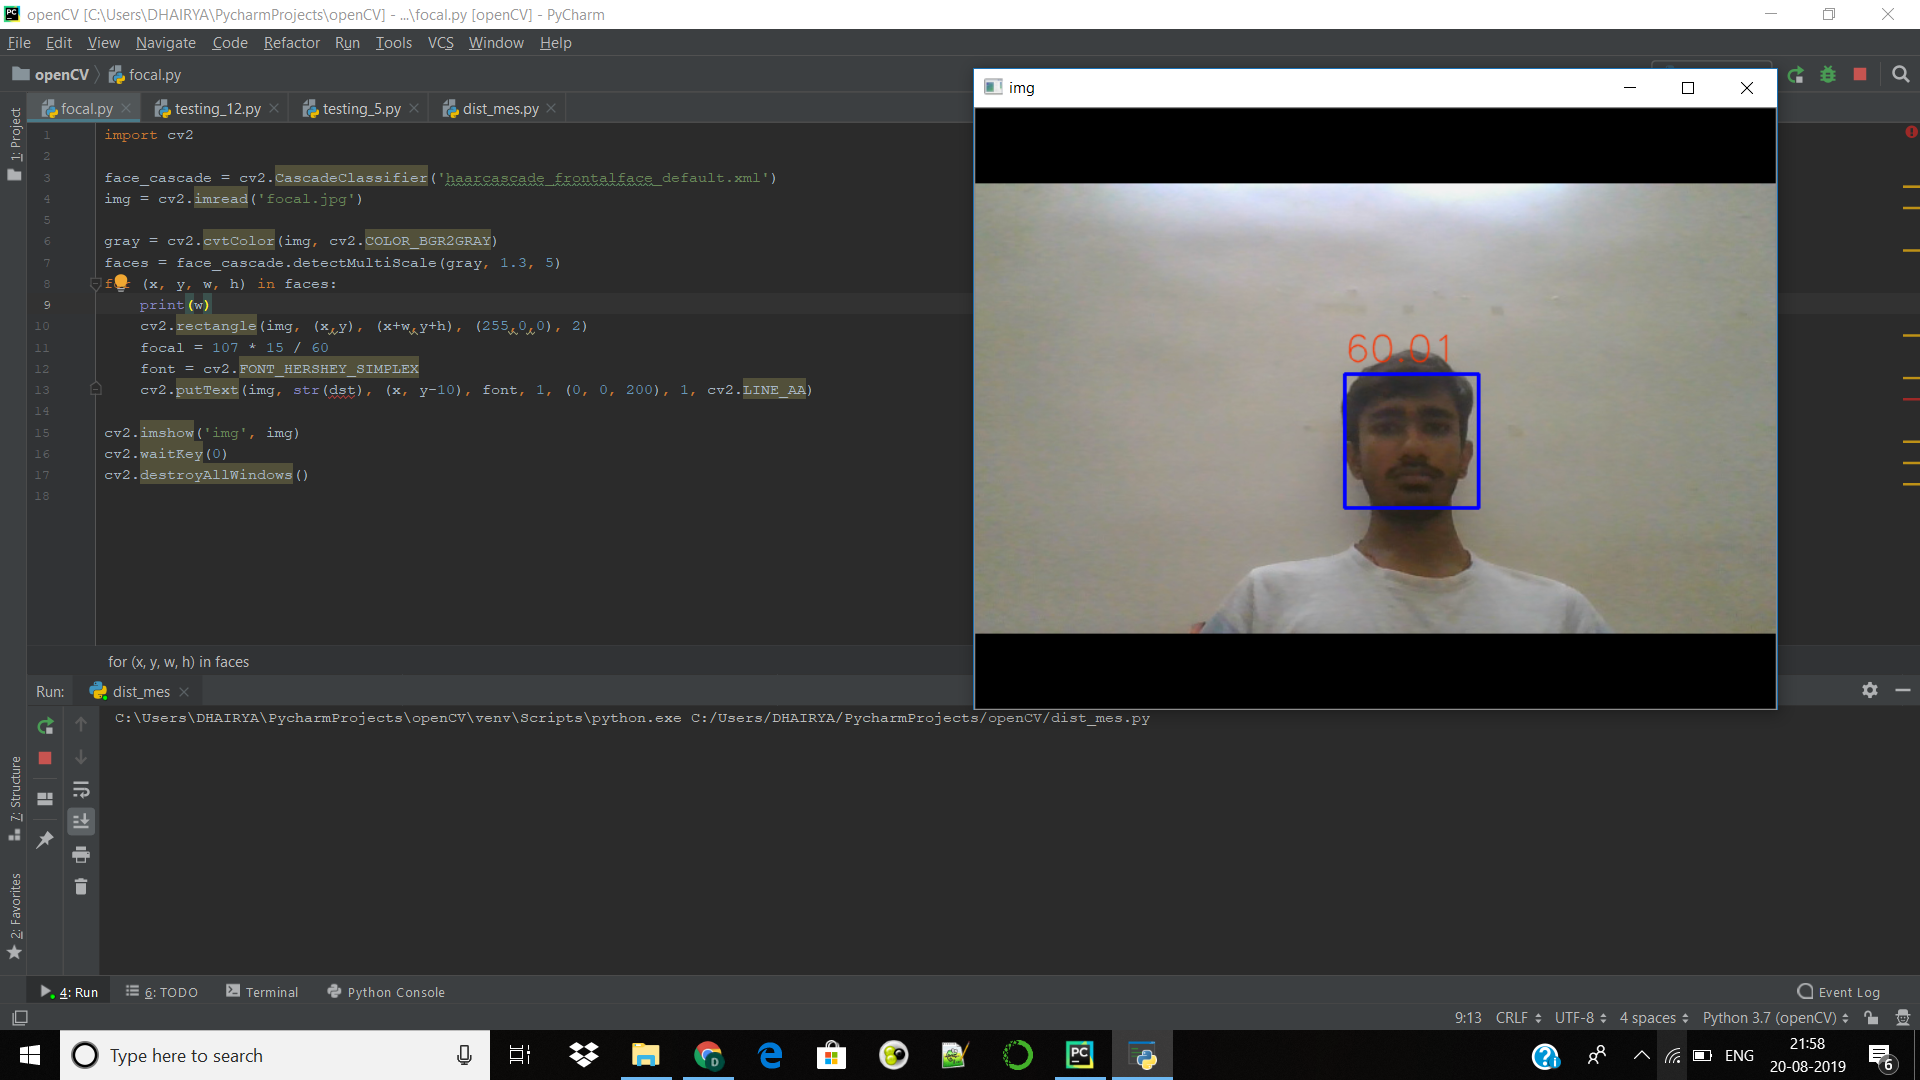 openCV [C:\Users\DHAIRYA\PycharmProjects\openCV] - ...\focal.py [openCV] - PyCharm
File Edit View Navigate Code Refactor Run Tools VCS Window Help
openCV focal.py
focal.py testing_12.py testing_5.py dist_mes.py
1: Project
1 import cv2
2
3 face_cascade = cv2.CascadeClassifier('haarcascade_frontalface_default.xml')
4 img = cv2.imread('focal.jpg')
5
6 gray = cv2.cvtColor(img, cv2.COLOR_BGR2GRAY)
7 faces = face_cascade.detectMultiScale(gray, 1.3, 5)
8 for (x, y, w, h) in faces:
9 print(w)
10 cv2.rectangle(img, (x,y), (x+w,y+h), (255,0,0), 2)
11 focal = 107 * 15 / 60
12 font = cv2.FONT_HERSHEY_SIMPLEX
13 cv2.putText(img, str(dst), (x, y-10), font, 1, (0, 0, 200), 1, cv2.LINE_AA)
14
15 cv2.imshow('img', img)
16 cv2.waitKey(0)
17 cv2.destroyAllWindows()
18
for (x, y, w, h) in faces
img
60.01
Run: dist_mes
C:\Users\DHAIRYA\PycharmProjects\openCV\venv\Scripts\python.exe C:/Users/DHAIRYA/PycharmProjects/openCV/dist_mes.py
7: Structure
2: Favorites
4: Run 6: TODO Terminal Python Console Event Log
9:13 CRLF UTF-8 4 spaces Python 3.7 (openCV)
Type here to search
D
PC
ENG
21:58
20-08-2019
6